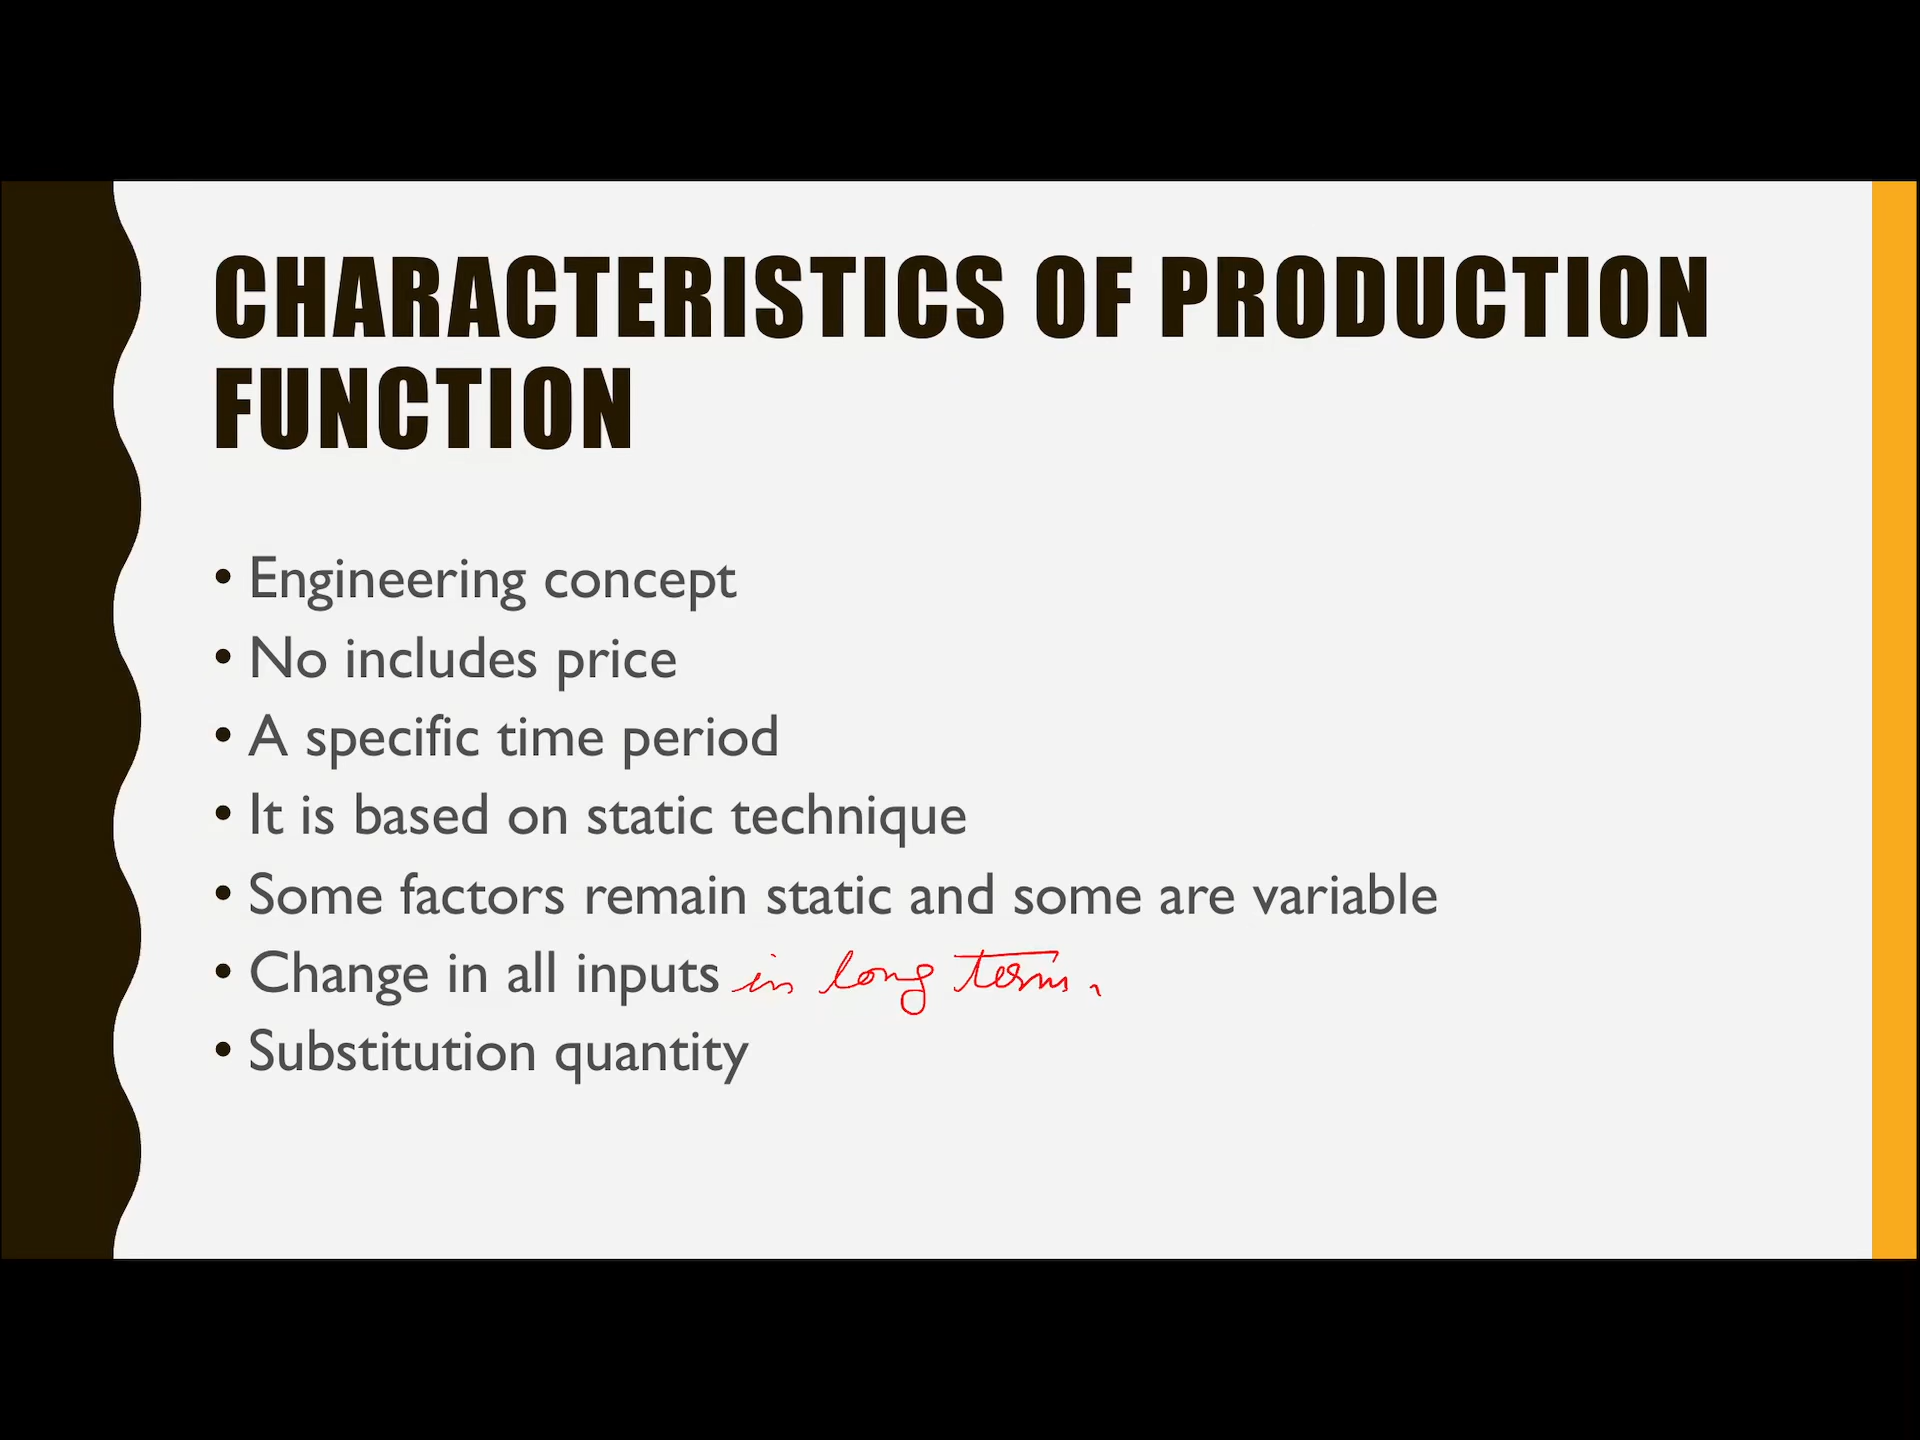 CHARACTERISTICS OF PRODUCTION
FUNCTION
• Engineering concept
• No includes price
• A specific time period
• It is based on static technique
• Some factors remain static and some are variable
• Change in all inputs in long term.
• Substitution quantity